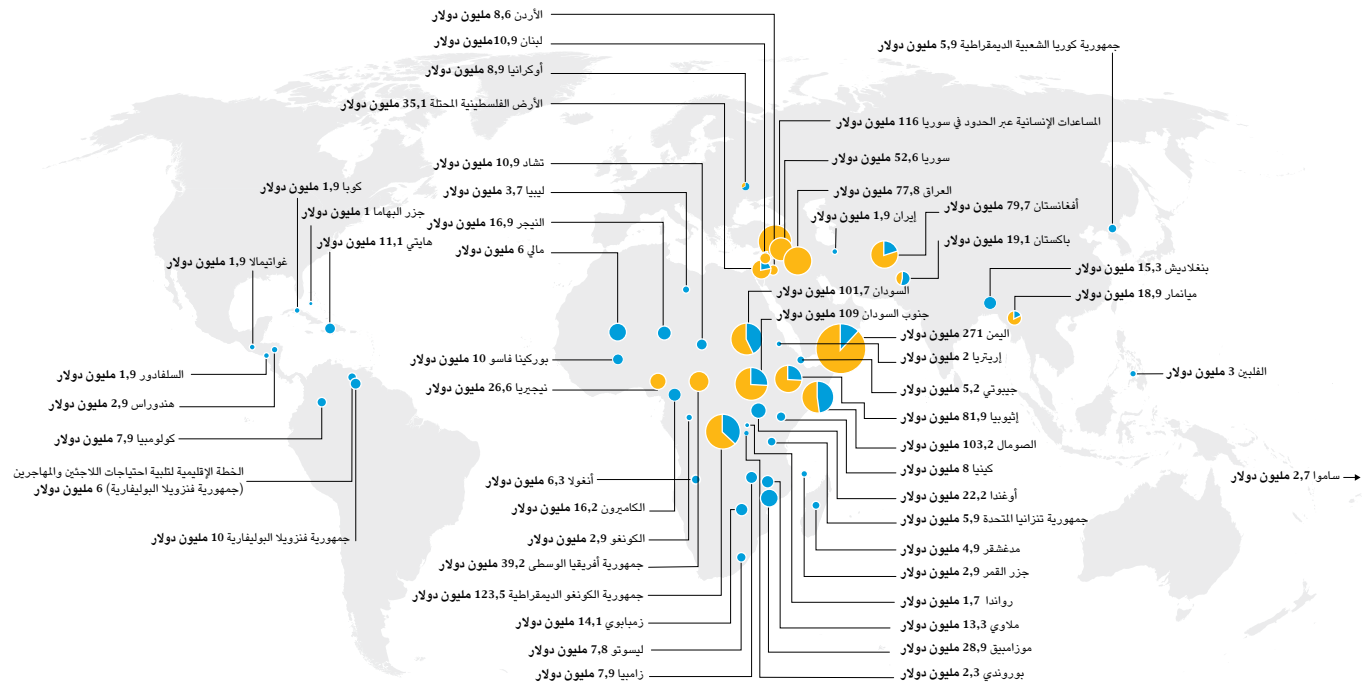 الأردن 8,6 مليون دولار
لبنان 10,9مليون دولار
أوكرانيا 8,9 مليون دولار
الأرض الفلسطينية المحتلة 35,1 مليون دولار
جمهورية كوريا الشعبية الديمقراطية 5,9 مليون دولار
المساعدات الإنسانية عبر الحدود في سوريا 116 مليون دولار
سوريا 52,6 مليون دولار
العراق 77,8 مليون دولار
أفغانستان 79,7 مليون دولار
إيران 1,9 مليون دولار
باكستان 19,1 مليون دولار
بنغلاديش 15,3 مليون دولار
ميانمار 18,9 مليون دولار
تشاد 10,9 مليون دولار
ليبيا 3,7 مليون دولار
النيجر 16,9 مليون دولار
مالي 6 مليون دولار
كوبا 1,9 مليون دولار
جزر البهاما 1 مليون دولار
هايتي 11,1 مليون دولار
غواتيمالا 1,9 مليون دولار
السودان 101,7 مليون دولار
جنوب السودان 109 مليون دولار
اليمن 271 مليون دولار
إريتريا 2 مليون دولار
جيبوتي 5,2 مليون دولار
إثيوبيا 81,9 مليون دولار
الصومال 103,2 مليون دولار
كينيا 8 مليون دولار
أوغندا 22,2 مليون دولار
جمهورية تنزانيا المتحدة 5,9 مليون دولار
مدغشقر 4,9 مليون دولار
جزر القمر 2,9 مليون دولار
رواندا 1,7 مليون دولار
ملاوي 13,3 مليون دولار
موزامبيق 28,9 مليون دولار
بوروندي 2,3 مليون دولار
الفلبين 3 مليون دولار
ساموا 2,7 مليون دولار
بوركينا فاسو 10 مليون دولار
نيجيريا 26,6 مليون دولار
أنغولا 6,3 مليون دولار
الكاميرون 16,2 مليون دولار
الكونغو 2,9 مليون دولار
جمهورية أفريقيا الوسطى 39,2 مليون دولار
جمهورية الكونغو الديمقراطية 123,5 مليون دولار
زمبابوي 14,1 مليون دولار
ليسوتو 7,8 مليون دولار
زامبيا 7,9 مليون دولار
السلفادور 1,9 مليون دولار
هندوراس 2,9 مليون دولار
كولومبيا 7,9 مليون دولار
الخطة الإقليمية لتلبية احتياجات اللاجئين والمهاجرين
(جمهورية فنزويلا البوليفارية) 6 مليون دولار
جمهورية فنزويلا البوليفارية 10 مليون دولار